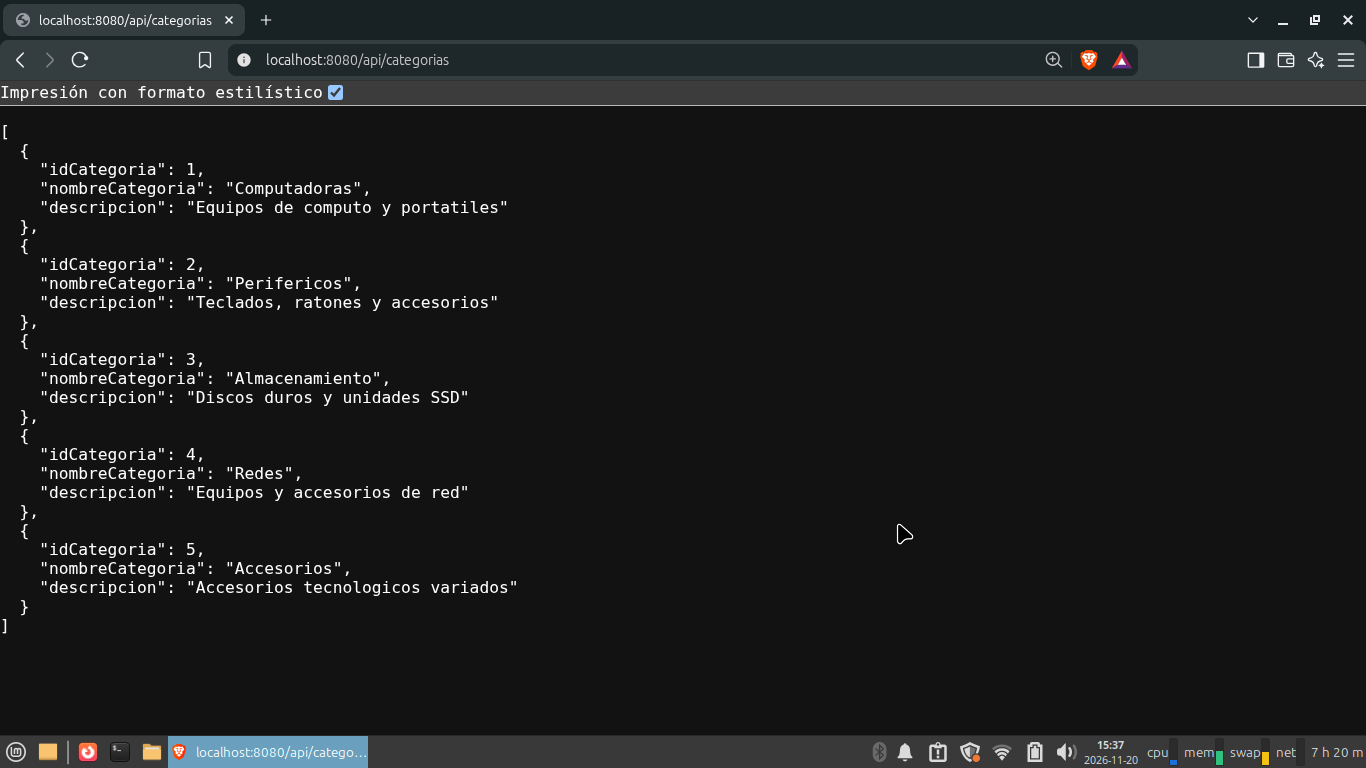 localhost:8080/api/categorias
localhost:8080/api/categorias
Impresión con formato estilístico
[
  {
    "idCategoria": 1,
    "nombreCategoria": "Computadoras",
    "descripcion": "Equipos de computo y portatiles"
  },
  {
    "idCategoria": 2,
    "nombreCategoria": "Perifericos",
    "descripcion": "Teclados, ratones y accesorios"
  },
  {
    "idCategoria": 3,
    "nombreCategoria": "Almacenamiento",
    "descripcion": "Discos duros y unidades SSD"
  },
  {
    "idCategoria": 4,
    "nombreCategoria": "Redes",
    "descripcion": "Equipos y accesorios de red"
  },
  {
    "idCategoria": 5,
    "nombreCategoria": "Accesorios",
    "descripcion": "Accesorios tecnologicos variados"
  }
]
localhost:8080/api/catego...
15:37
2026-11-20
cpu mem swap net 7 h 20 m